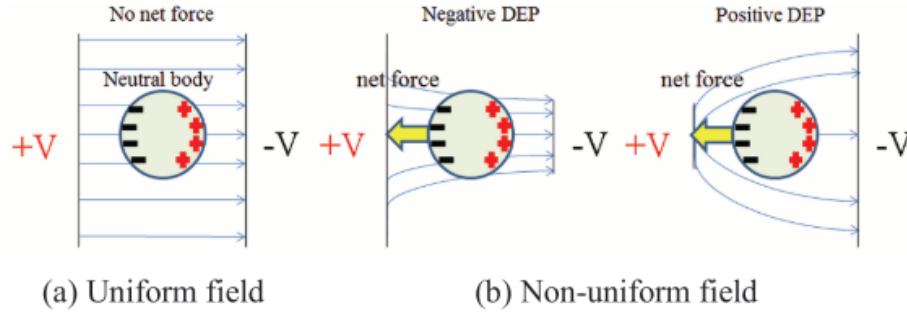 No net force
Negative DEP
Positive DEP
Neutral body
net force
net force
+V
-V
+V
-V
+V
-V
(a) Uniform field
(b) Non-uniform field